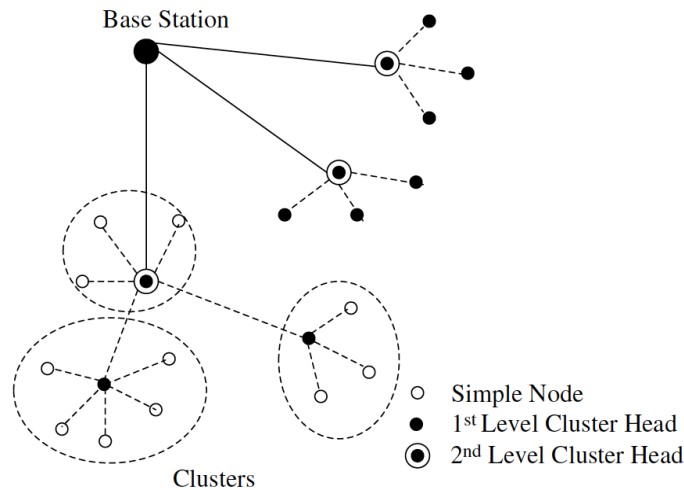 Base Station
Simple Node
1st Level Cluster Head
2nd Level Cluster Head
Clusters